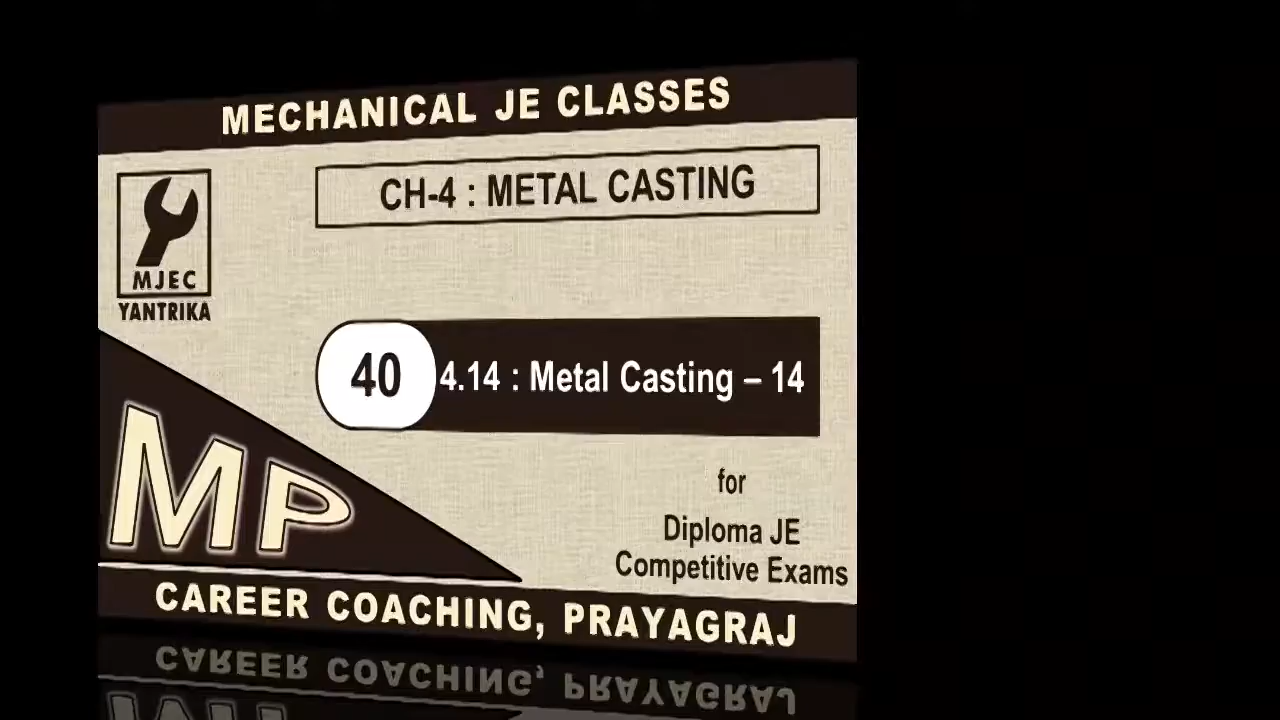 MECHANICAL JE CLASSES
CH-4 : METAL CASTING
MJEC
YANTRIKA
40
4.14 : Metal Casting – 14
MP
for
Diploma JE
Competitive Exams
CAREER COACHING, PRAYAGRAJ